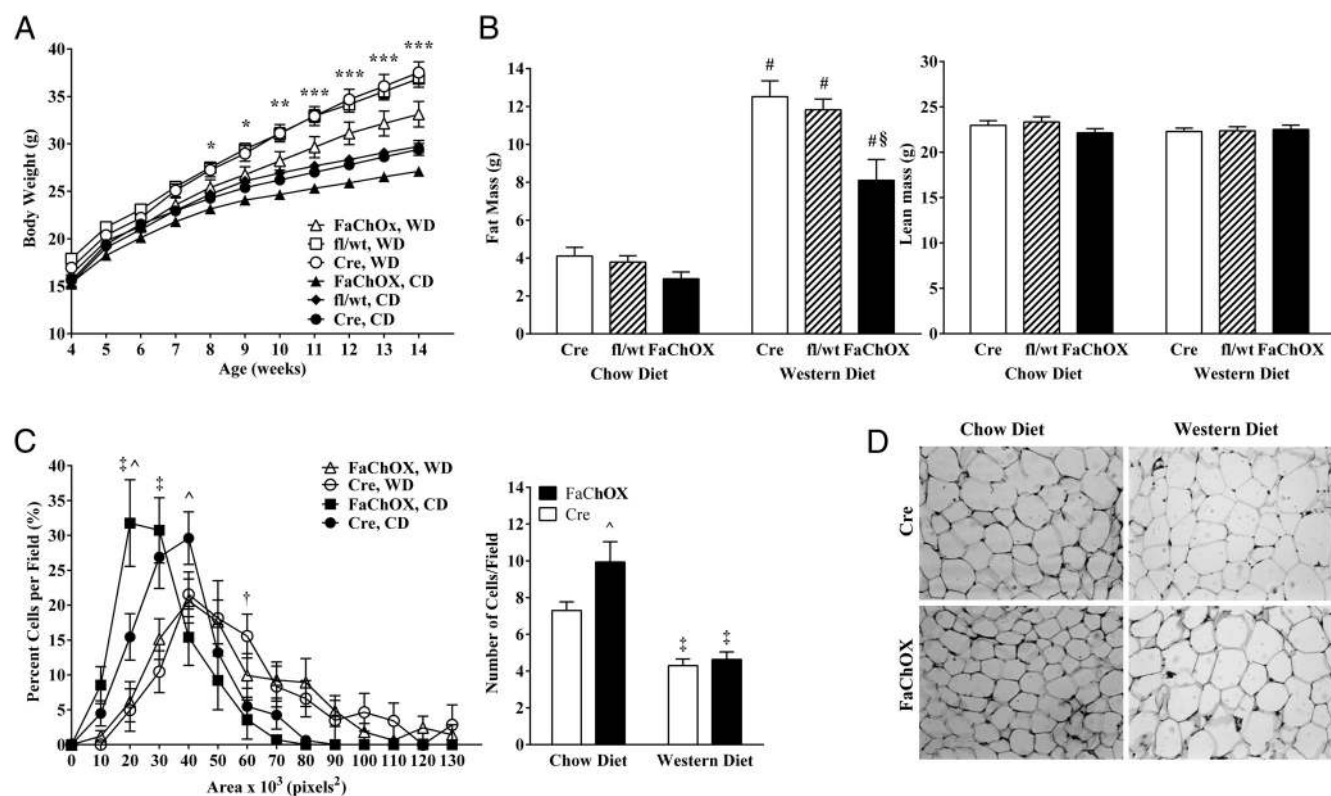 A
40
35
30
25
20
15
10
Body Weight (g)
* * ** *** *** *** ***
FaChOx, WD
fl/wt, WD
Cre, WD
FaChOX, CD
fl/wt, CD
Cre, CD
4 5 6 7 8 9 10 11 12 13 14
Age (weeks)
B
14
12
10
8
6
4
2
0
Fat Mass (g)
# # #§
Cre fl/wt FaChOX Cre fl/wt FaChOX
Chow Diet Western Diet
30
25
20
15
10
5
0
Lean mass (g)
Cre fl/wt FaChOX Cre fl/wt FaChOX
Chow Diet Western Diet
C
40
35
30
25
20
15
10
5
0
Percent Cells per Field (%)
‡^ ‡ ^ †
FaChOX, WD
Cre, WD
FaChOX, CD
Cre, CD
0 10 20 30 40 50 60 70 80 90 100 110 120 130
Area x 10³ (pixels²)
14
12
10
8
6
4
2
0
Number of Cells/Field
FaChOX
Cre
^ ‡ ‡
Chow Diet Western Diet
D
Chow Diet Western Diet
Cre
FaChOX